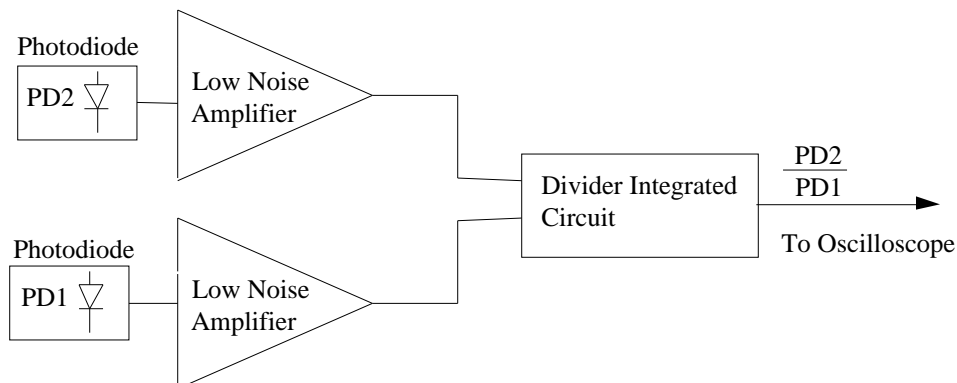 Photodiode
PD2
Low Noise
Amplifier
Divider Integrated
Circuit
PD2
PD1
To Oscilloscope
Photodiode
PD1
Low Noise
Amplifier